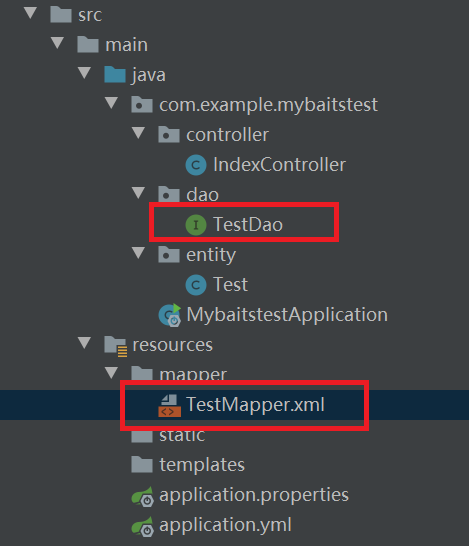 src
main
java
com.example.mybaitstest
controller
IndexController
dao
TestDao
entity
Test
MybaitstestApplication
resources
mapper
TestMapper.xml
static
templates
application.properties
application.yml